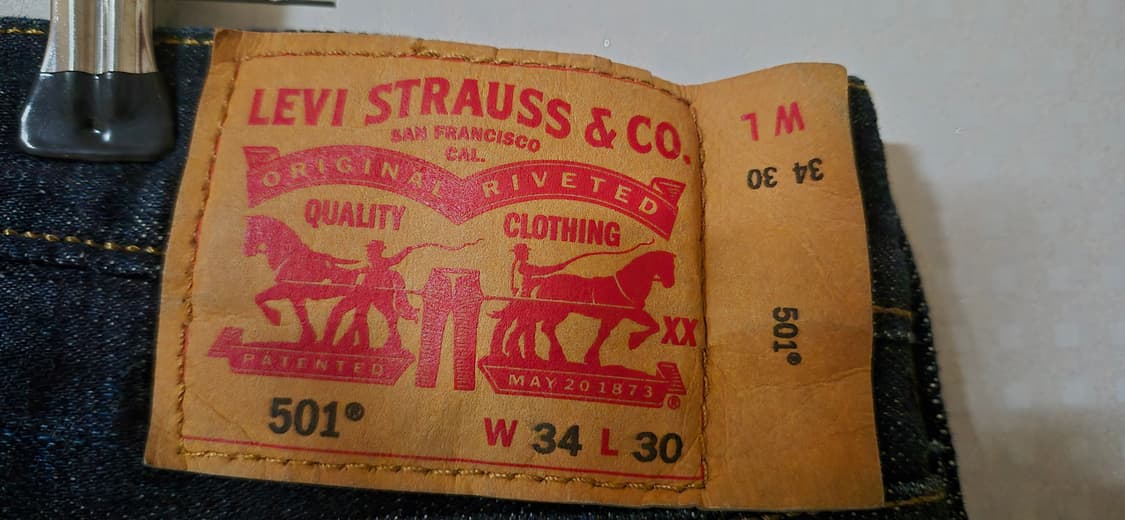 LEVI STRAUSS & CO.
SAN FRANCISCO
CAL.
ORIGINAL RIVETED
QUALITY CLOTHING
XX
PATENTED MAY 20 1873 ®
501® W 34 L 30
W L
34 30
501®